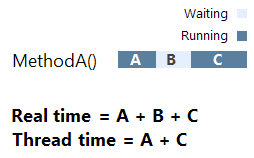 Waiting
Running
MethodA() A B C
Real time = A + B + C
Thread time = A + C